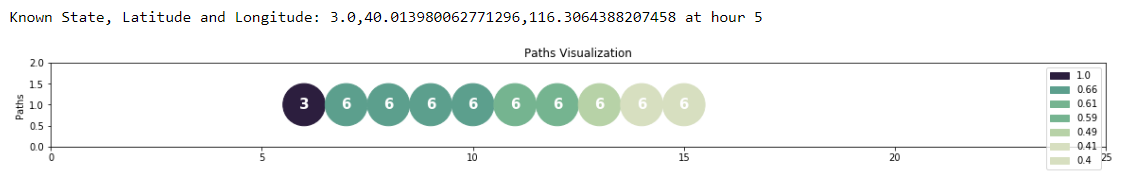 Known State, Latitude and Longitude: 3.0,40.013980062771296,116.3064388207458 at hour 5
Paths Visualization
2.0
1.5
1.0
0.5
0.0
Paths
3 6 6 6 6 6 6 6 6 6
1.0
0.66
0.61
0.59
0.49
0.41
0.4
0 5 10 15 20 25